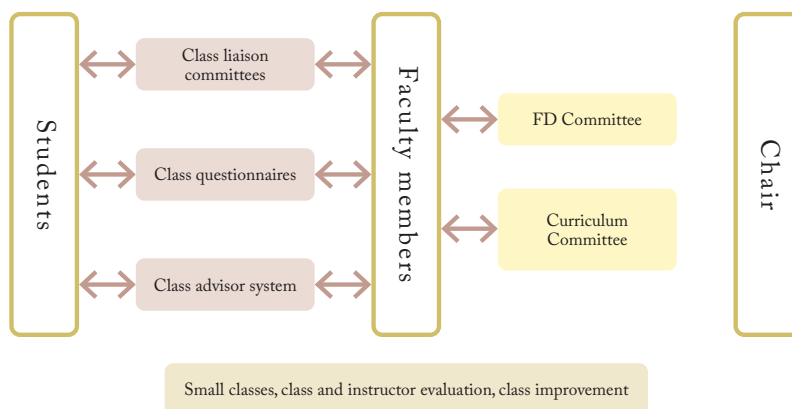 Students
Class liaison
committees
Class questionnaires
Class advisor system
Faculty members
FD Committee
Curriculum
Committee
Chair
Small classes, class and instructor evaluation, class improvement